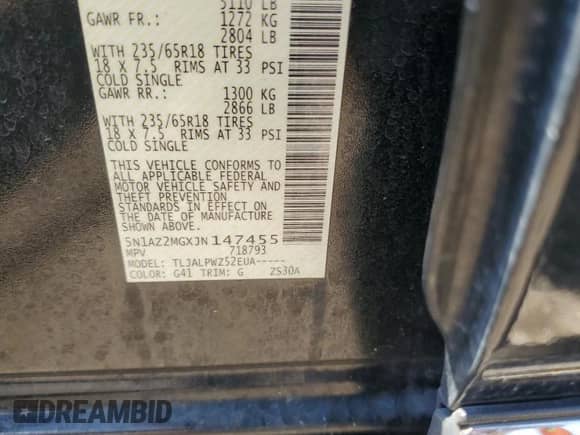 5110 LB
GAWR FR.: 1272 KG
2804 LB
WITH 235/65R18 TIRES
18 X 7.5 RIMS AT 33 PSI
COLD SINGLE
GAWR RR.: 1300 KG
2866 LB
WITH 235/65R18 TIRES
18 X 7.5 RIMS AT 33 PSI
COLD SINGLE
THIS VEHICLE CONFORMS TO
ALL APPLICABLE FEDERAL
MOTOR VEHICLE SAFETY AND
THEFT PREVENTION
STANDARDS IN EFFECT ON
THE DATE OF MANUFACTURE
SHOWN ABOVE.
5N1AZ2MGXJN147455
MPV 718793
MODEL: TLJALPWZ52EUA-----
COLOR: G41 TRIM: G ZS30A
DREAMBID